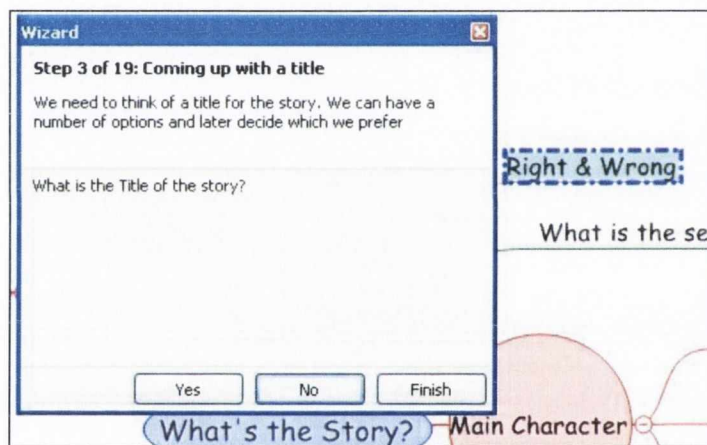 Wizard
Step 3 of 19: Coming up with a title
We need to think of a title for the story. We can have a
number of options and later decide which we prefer
What is the Title of the story?
Yes
No
Finish
Right & Wrong
What is the se
What's the Story?
Main Character